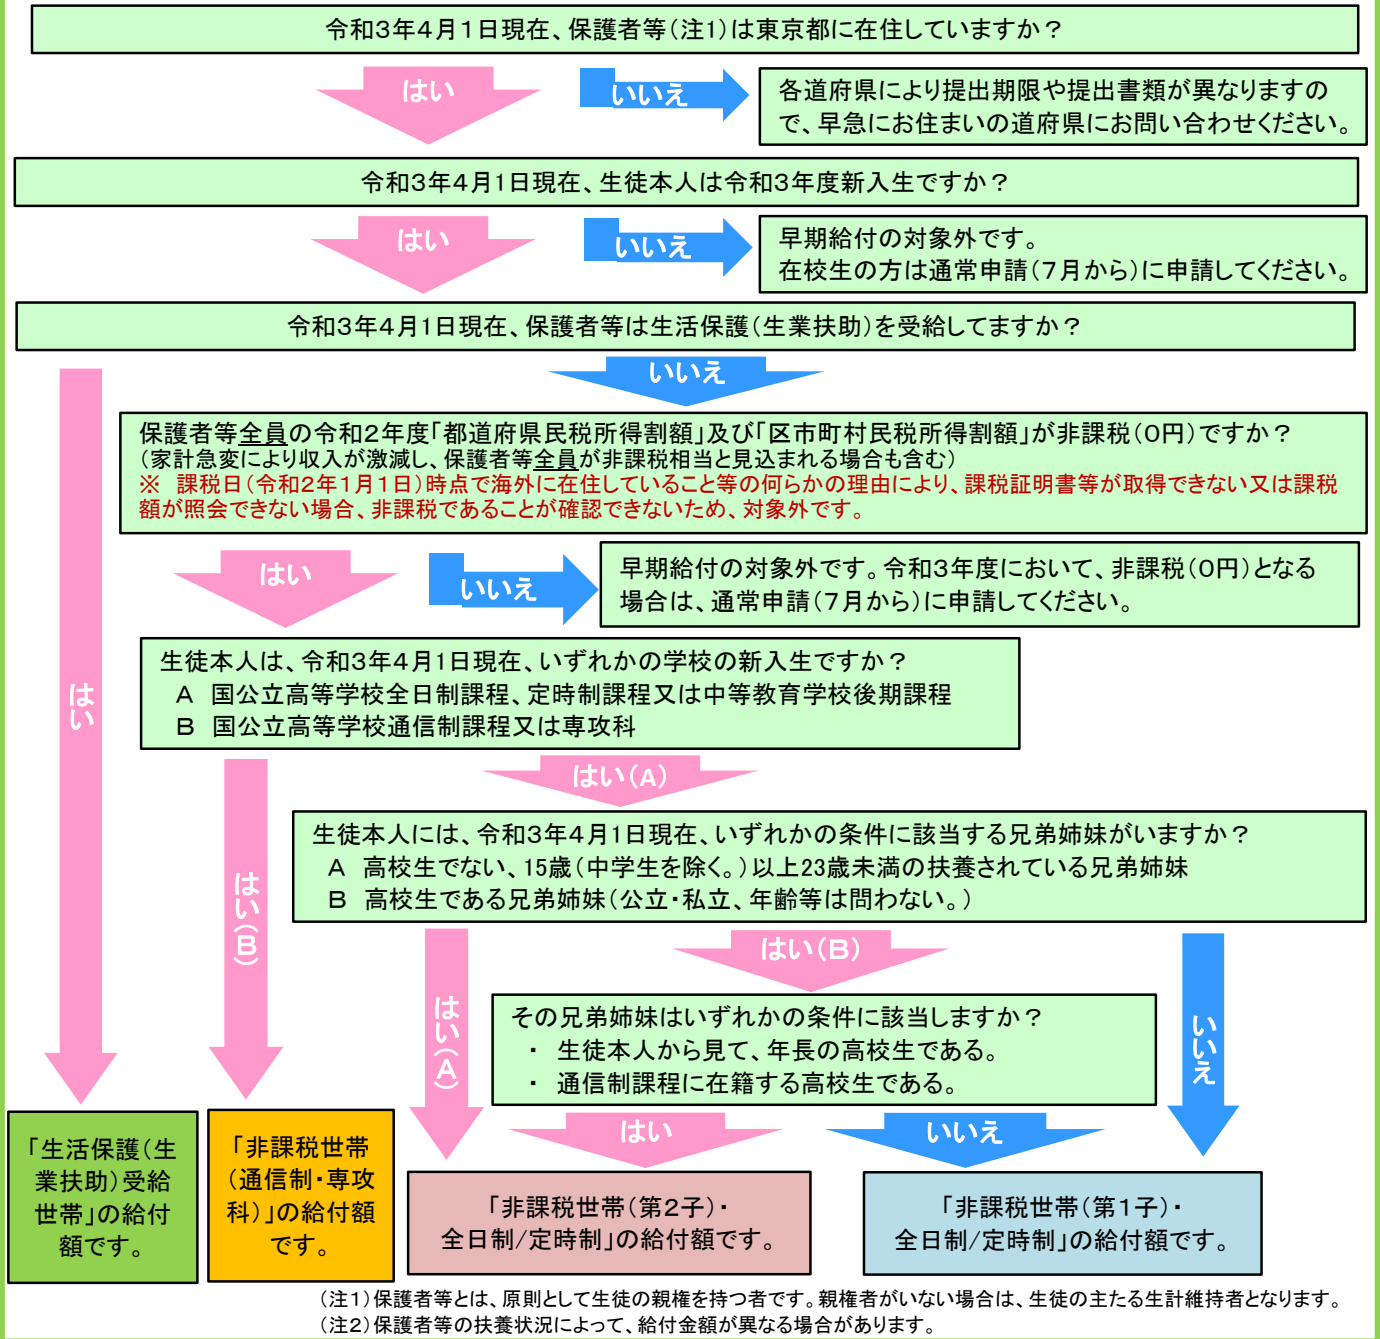 令和3年4月1日現在、保護者等(注1)は東京都に在住していますか?
はい
いいえ
各道府県により提出期限や提出書類が異なりますの
で、早急にお住まいの道府県にお問い合わせください。
令和3年4月1日現在、生徒本人は令和3年度新入生ですか?
はい
いいえ
早期給付の対象外です。
在校生の方は通常申請(7月から)に申請してください。
令和3年4月1日現在、保護者等は生活保護(生業扶助)を受給してますか?
はい
いいえ
保護者等全員の令和2年度「都道府県民税所得割額」及び「区市町村民税所得割額」が非課税(0円)ですか?
(家計急変により収入が激減し、保護者等全員が非課税相当と見込まれる場合も含む)
※ 課税日(令和2年1月1日)時点で海外に在住していること等の何らかの理由により、課税証明書等が取得できない又は課税
額が照会できない場合、非課税であることが確認できないため、対象外です。
はい
いいえ
早期給付の対象外です。令和3年度において、非課税(0円)となる
場合は、通常申請(7月から)に申請してください。
生徒本人は、令和3年4月1日現在、いずれかの学校の新入生ですか?
A 国公立高等学校全日制課程、定時制課程又は中等教育学校後期課程
B 国公立高等学校通信制課程又は専攻科
はい(B)
はい(A)
生徒本人には、令和3年4月1日現在、いずれかの条件に該当する兄弟姉妹がいますか?
A 高校生でない、15歳(中学生を除く。)以上23歳未満の扶養されている兄弟姉妹
B 高校生である兄弟姉妹(公立・私立、年齢等は問わない。)
はい(A)
はい(B)
いいえ
その兄弟姉妹はいずれかの条件に該当しますか?
・ 生徒本人から見て、年長の高校生である。
・ 通信制課程に在籍する高校生である。
はい
いいえ
「生活保護(生
業扶助)受給
世帯」の給付
額です。
「非課税世帯
(通信制・専攻
科)」の給付額
です。
「非課税世帯(第2子)・
全日制/定時制」の給付額です。
「非課税世帯(第1子)・
全日制/定時制」の給付額です。
(注1)保護者等とは、原則として生徒の親権を持つ者です。親権者がいない場合は、生徒の主たる生計維持者となります。
(注2)保護者等の扶養状況によって、給付金額が異なる場合があります。